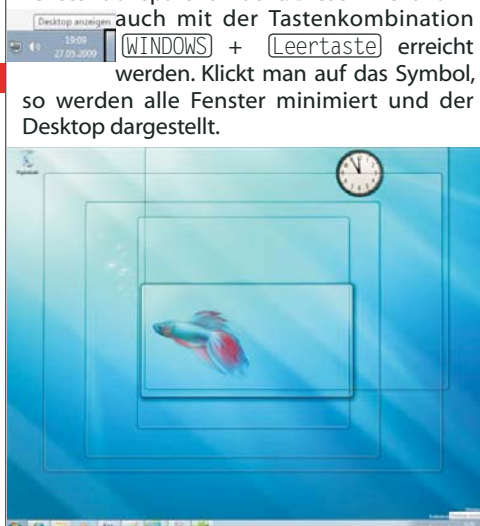 Desktop anzeigen
auch mit der Tastenkombination
19:09
27.05.2009
WINDOWS + Leertaste erreicht
werden. Klickt man auf das Symbol,
so werden alle Fenster minimiert und der
Desktop dargestellt.
Papierkorb